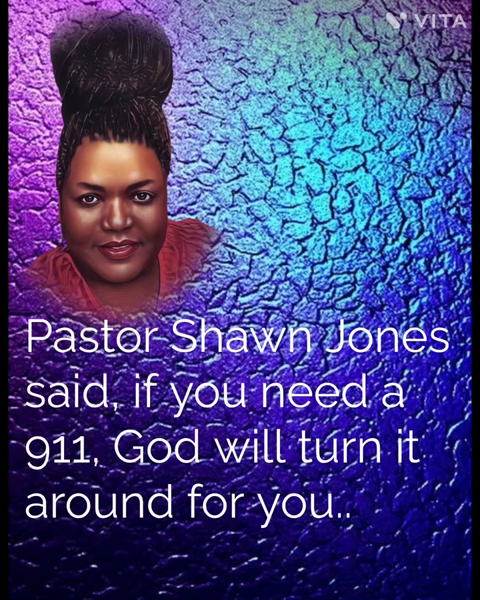 VITA
Pastor Shawn Jones
said, if you need a
911, God will turn it
around for you..